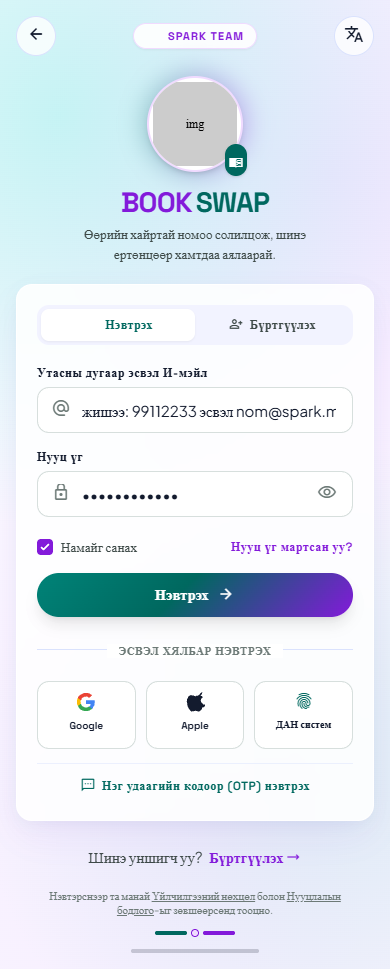 SPARK TEAM
img
BOOK SWAP
Өөрийн хайртай номоо солилцож, шинэ
ертөнцөөр хамтдаа аялаарай.
Нэвтрэх
Бүртгүүлэх
Утасны дугаар эсвэл И-мэйл
жишээ: 99112233 эсвэл nom@spark.m
Нууц үг
••••••••••••
Намайг санах
Нууц үг мартсан уу?
Нэвтрэх →
ЭСВЭЛ ХЯЛБАР НЭВТРЭХ
Google
Apple
ДАН систем
Нэг удаагийн кодоор (OTP) нэвтрэх
Шинэ уншигч уу? Бүртгүүлэх →
Нэвтэрснээр та манай Үйлчилгээний нөхцөл болон Нууцлалын
бодлого-ыг зөвшөөрсөнд тооцно.